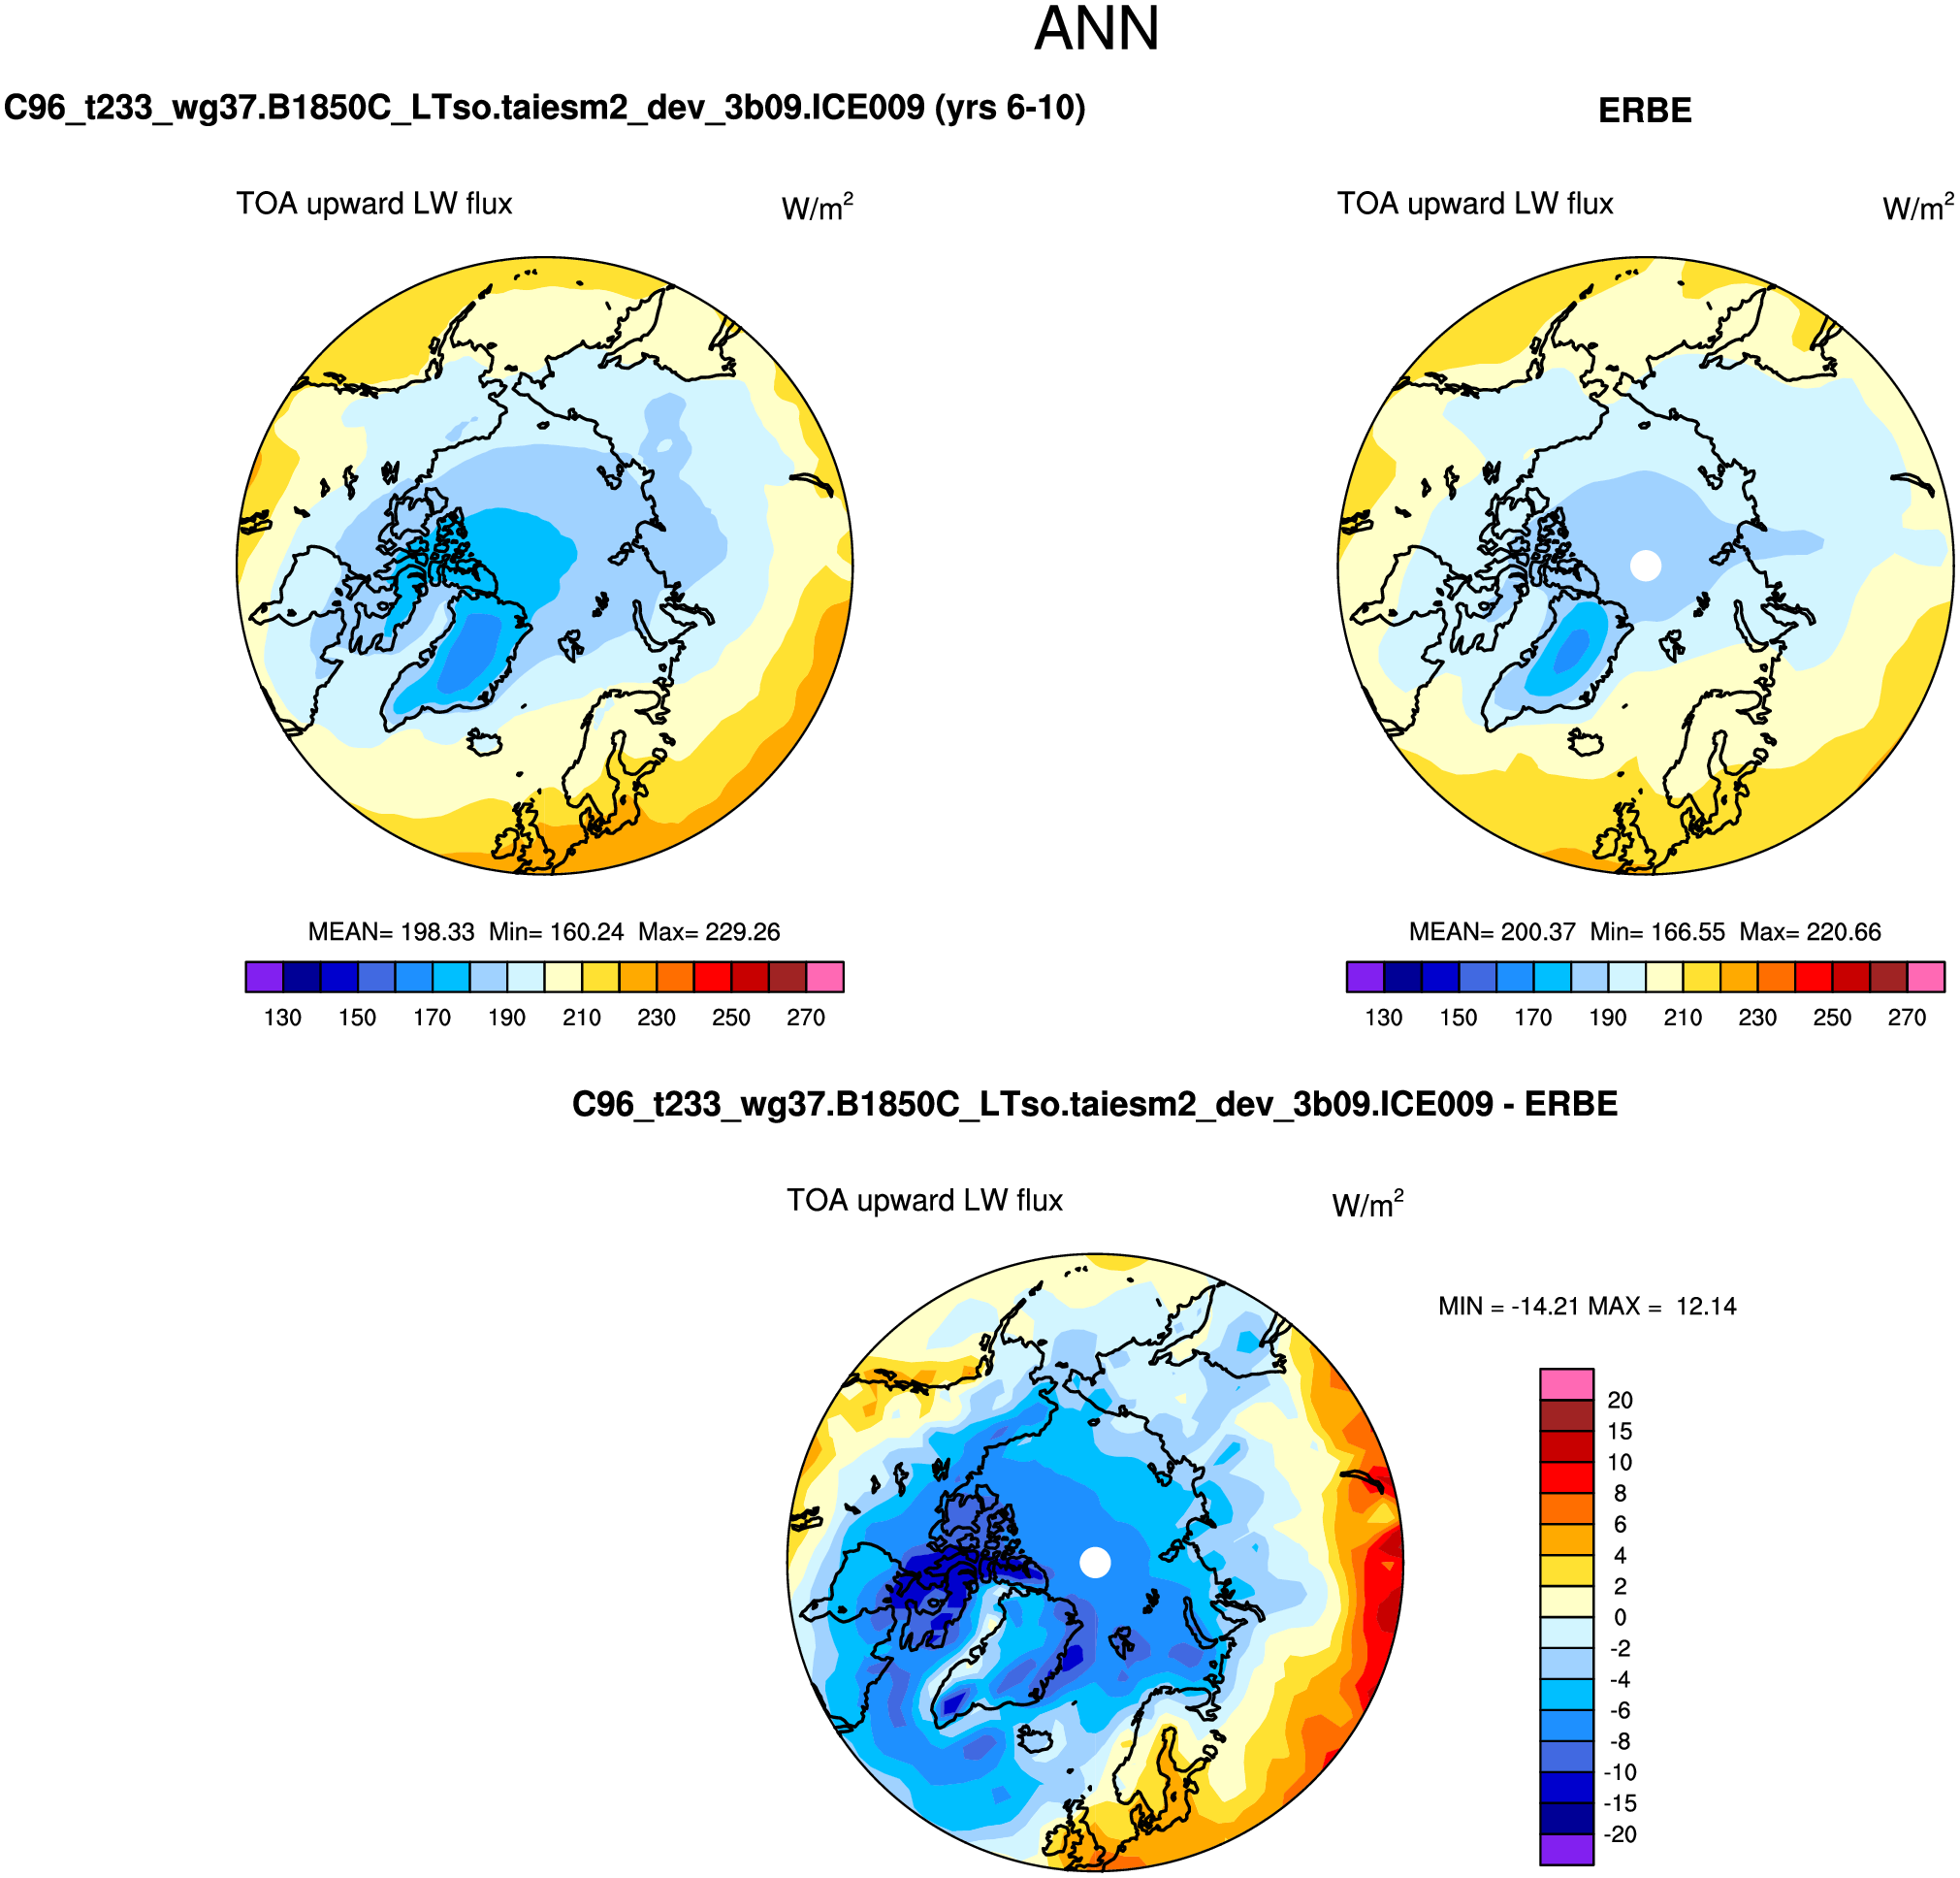 ANN
C96_t233_wg37.B1850C_LTso.taiesm2_dev_3b09.ICE009 (yrs 6-10)
ERBE
TOA upward LW flux
W/m²
TOA upward LW flux
W/m²
MEAN= 198.33 Min= 160.24 Max= 229.26
130 150 170 190 210 230 250 270
MEAN= 200.37 Min= 166.55 Max= 220.66
130 150 170 190 210 230 250 270
C96_t233_wg37.B1850C_LTso.taiesm2_dev_3b09.ICE009 - ERBE
TOA upward LW flux
W/m²
MIN = -14.21 MAX = 12.14
20
15
10
8
6
4
2
0
-2
-4
-6
-8
-10
-15
-20